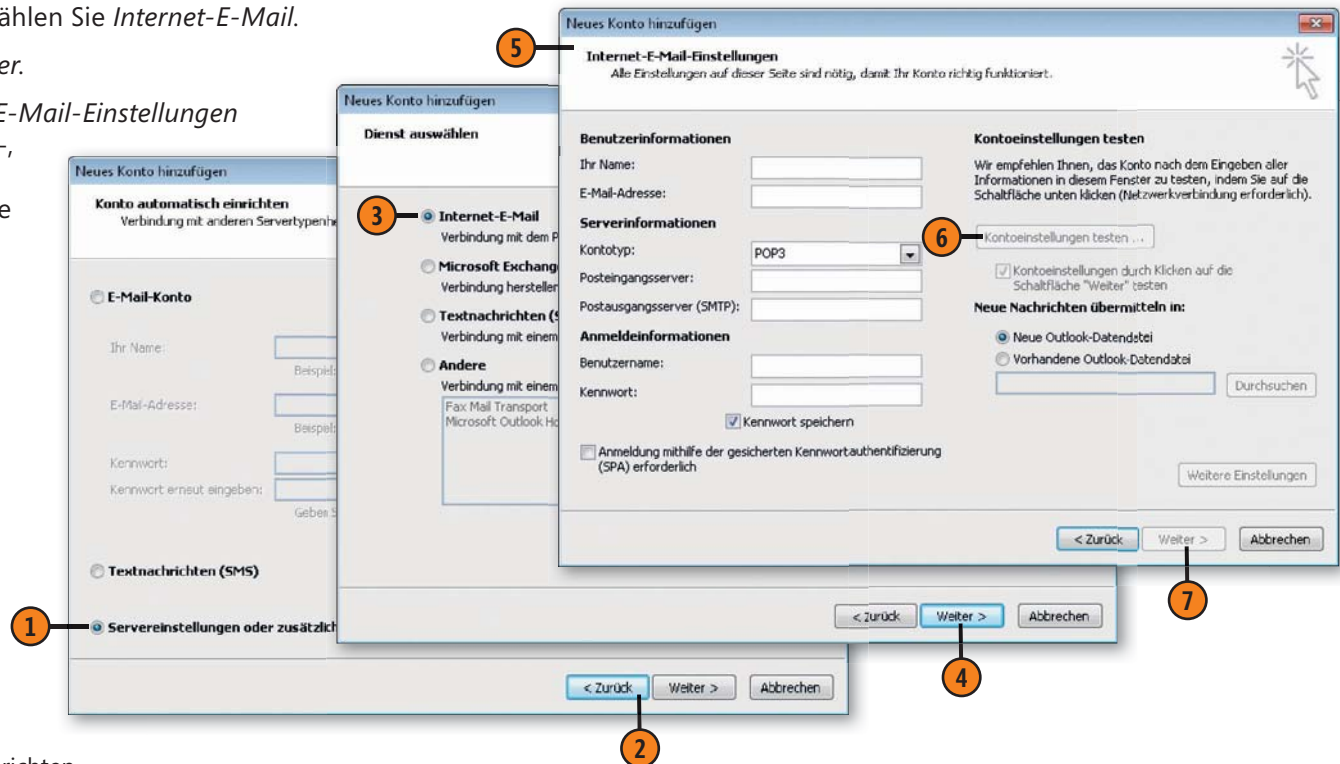 ählen Sie Internet-E-Mail.
er.
E-Mail-Einstellungen
-,
e
richten
Neues Konto hinzufügen
Konto automatisch einrichten
Verbindung mit anderen Servertypen
E-Mail-Konto
Ihr Name:
Beispiel:
E-Mail-Adresse:
Beispiel:
Kennwort:
Kennwort erneut eingeben:
Geben S
Textnachrichten (SMS)
1
Servereinstellungen oder zusätzlich
< Zurück
Weiter >
Abbrechen
2
Neues Konto hinzufügen
Dienst auswählen
3
Internet-E-Mail
Verbindung mit dem P
Microsoft Exchang
Verbindung hersteller
Textnachrichten (S
Verbindung mit einem
Andere
Verbindung mit einem
Fax Mail Transport
Microsoft Outlook Ho
< Zurück
Weiter >
Abbrechen
4
Neues Konto hinzufügen
5
Internet-E-Mail-Einstellungen
Alle Einstellungen auf dieser Seite sind nötig, damit Ihr Konto richtig funktioniert.
Benutzerinformationen
Ihr Name:
E-Mail-Adresse:
Serverinformationen
Kontotyp:
POP3
Posteingangsserver:
Postausgangsserver (SMTP):
Anmeldeinformationen
Benutzername:
Kennwort:
Kennwort speichern
Anmeldung mithilfe der gesicherten Kennwortauthentifizierung
(SPA) erforderlich
Kontoeinstellungen testen
Wir empfehlen Ihnen, das Konto nach dem Eingeben aller
Informationen in diesem Fenster zu testen, indem Sie auf die
Schaltfläche unten klicken (Netzwerkverbindung erforderlich).
6
Kontoeinstellungen testen ...
Kontoeinstellungen durch Klicken auf die
Schaltfläche "Weiter" testen
Neue Nachrichten übermitteln in:
Neue Outlook-Datendatei
Vorhandene Outlook-Datendatei
Durchsuchen
Weitere Einstellungen
< Zurück
Weiter >
Abbrechen
7